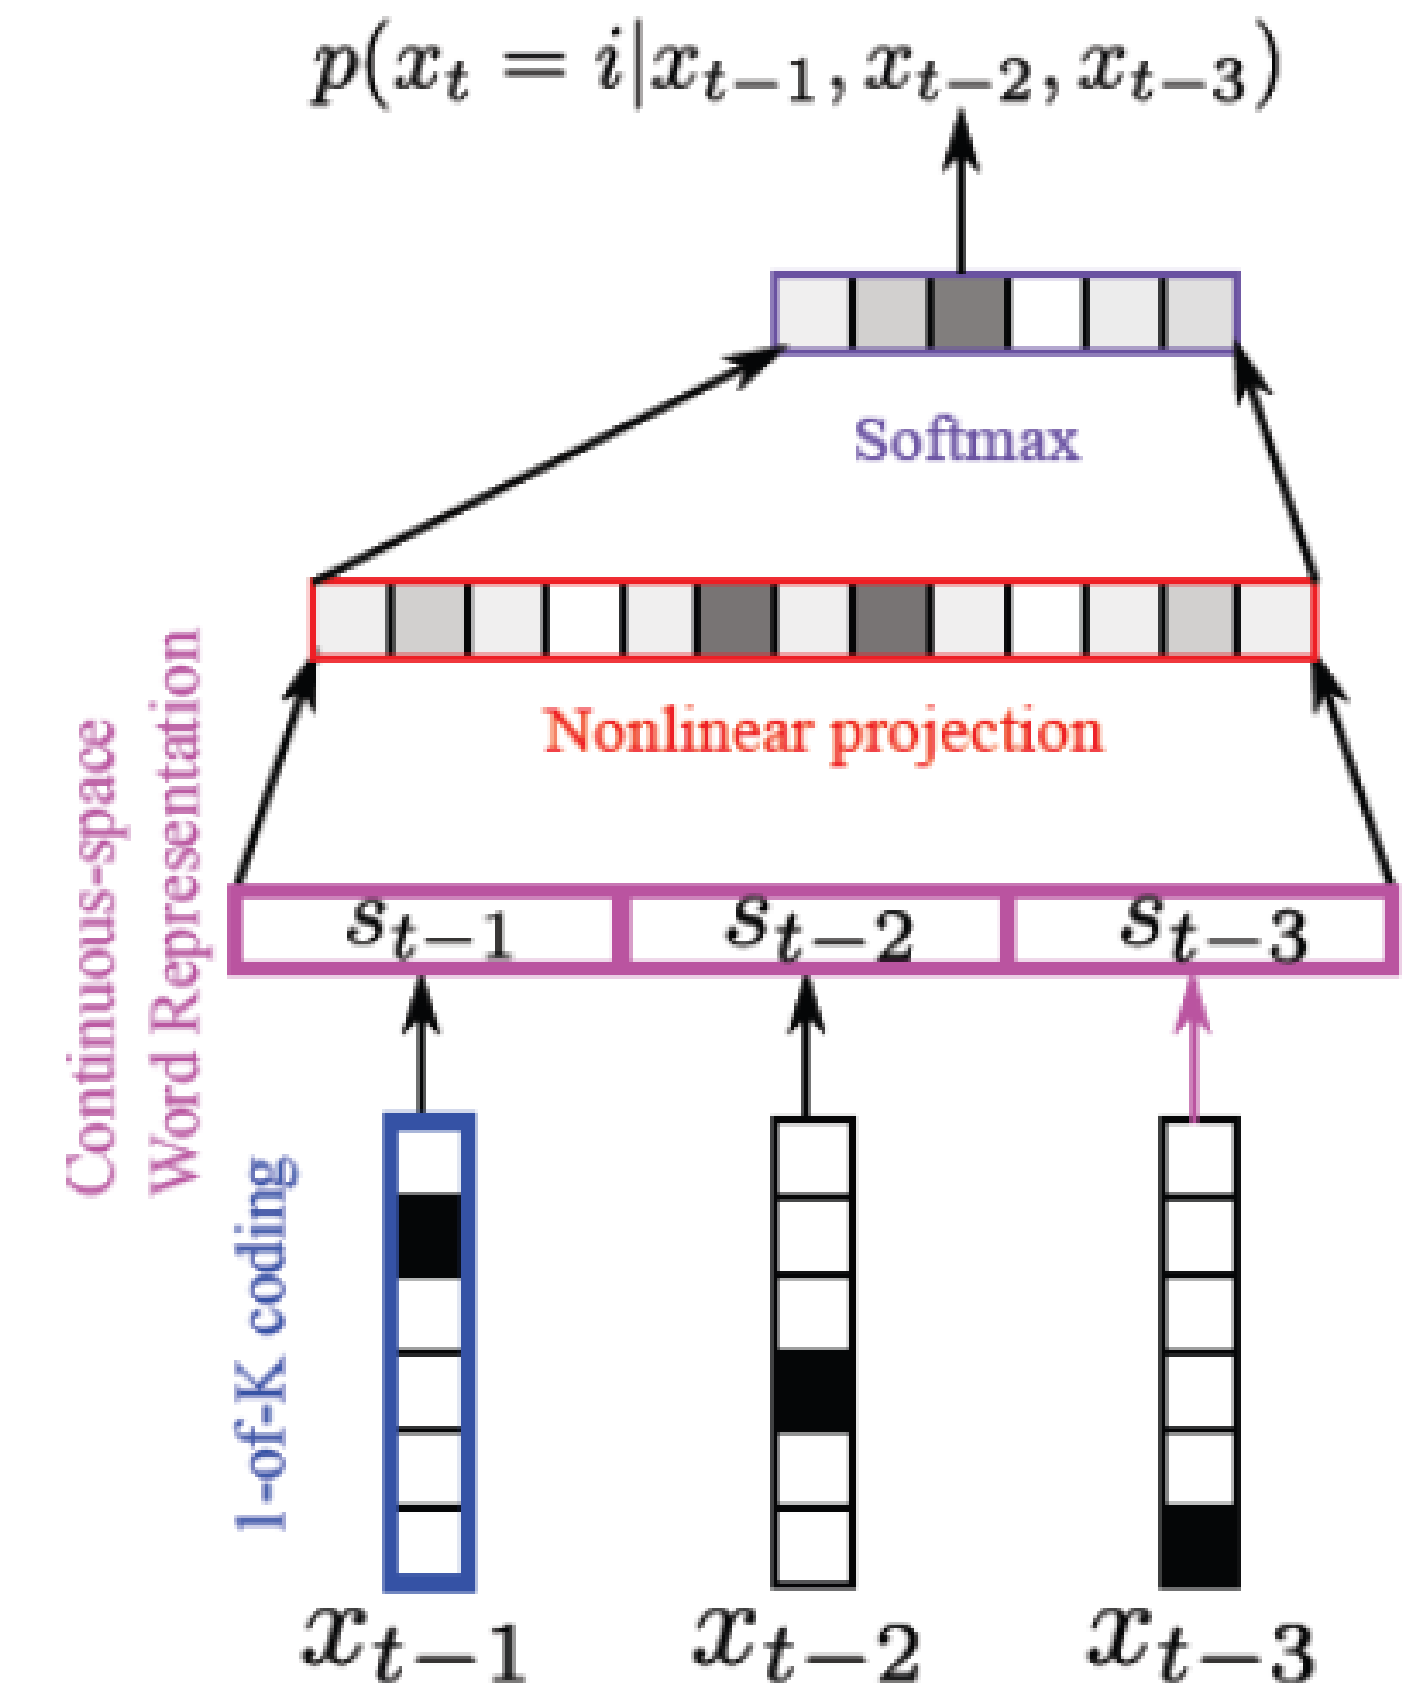 p(x_t = i|x_{t-1}, x_{t-2}, x_{t-3})
Softmax
Nonlinear projection
Continuous-space
Word Representation
s_{t-1} s_{t-2} s_{t-3}
1-of-K coding
x_{t-1} x_{t-2} x_{t-3}